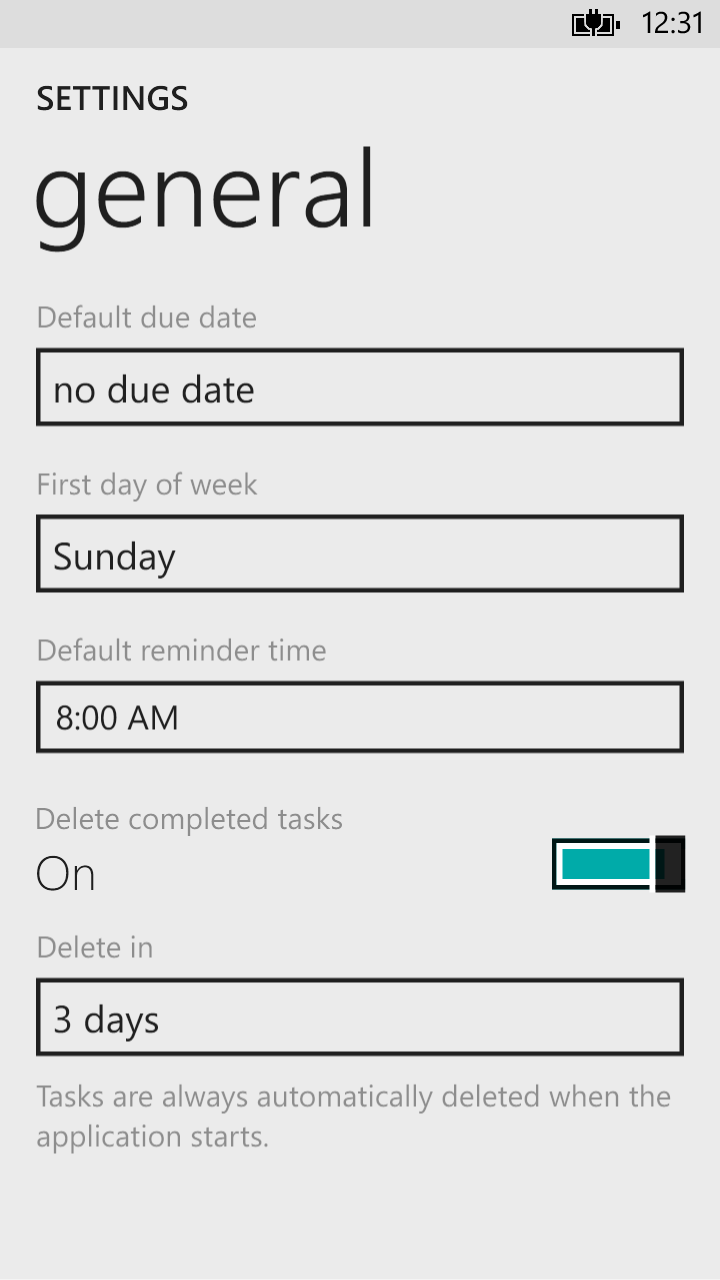 12:31
SETTINGS
general
Default due date
no due date
First day of week
Sunday
Default reminder time
8:00 AM
Delete completed tasks
On
Delete in
3 days
Tasks are always automatically deleted when the
application starts.